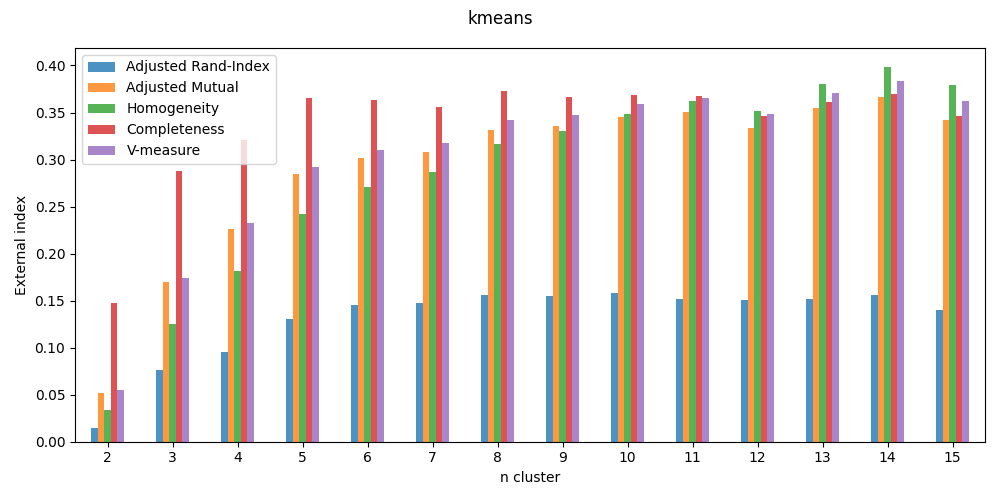 kmeans
Adjusted Rand-Index
Adjusted Mutual
Homogeneity
Completeness
V-measure
External index
0.40
0.35
0.30
0.25
0.20
0.15
0.10
0.05
0.00
2 3 4 5 6 7 8 9 10 11 12 13 14 15
n cluster